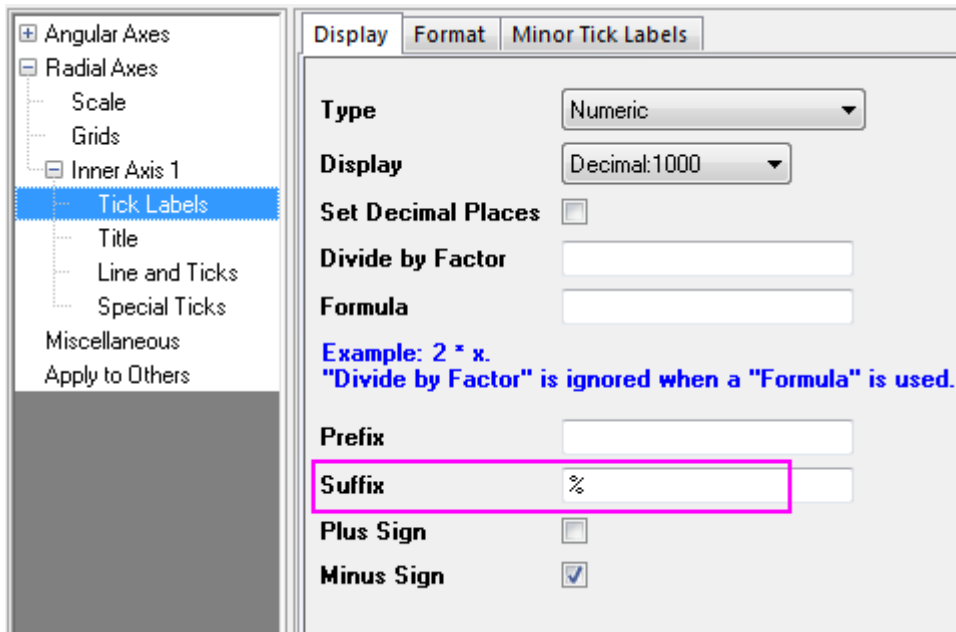 Angular Axes
Radial Axes
Scale
Grids
Inner Axis 1
Tick Labels
Title
Line and Ticks
Special Ticks
Miscellaneous
Apply to Others
Display Format Minor Tick Labels
Type Numeric
Display Decimal:1000
Set Decimal Places
Divide by Factor
Formula
Example: 2 * x.
"Divide by Factor" is ignored when a "Formula" is used.
Prefix
Suffix %
Plus Sign
Minus Sign